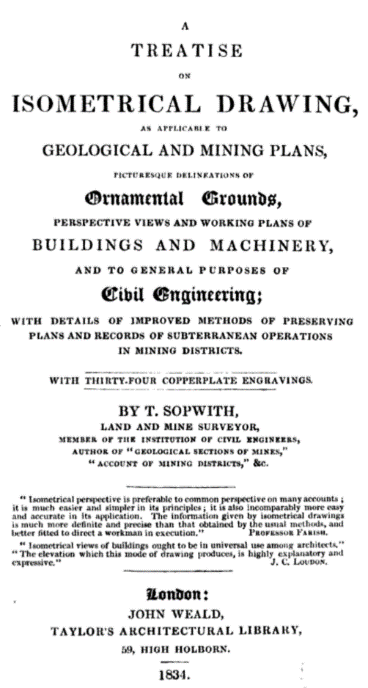 A
TREATISE
ON
ISOMETRICAL DRAWING,
AS APPLICABLE TO
GEOLOGICAL AND MINING PLANS,
PICTURESQUE DELINEATIONS OF
Ornamental Grounds,
PERSPECTIVE VIEWS AND WORKING PLANS OF
BUILDINGS AND MACHINERY,
AND TO GENERAL PURPOSES OF
Civil Engineering;
WITH DETAILS OF IMPROVED METHODS OF PRESERVING
PLANS AND RECORDS OF SUBTERRANEAN OPERATIONS
IN MINING DISTRICTS.
WITH THIRTY-FOUR COPPERPLATE ENGRAVINGS.
BY T. SOPWITH,
LAND AND MINE SURVEYOR,
MEMBER OF THE INSTITUTION OF CIVIL ENGINEERS,
AUTHOR OF "GEOLOGICAL SECTIONS OF MINES,"
"ACCOUNT OF MINING DISTRICTS," &C.
"Isometrical perspective is preferable to common perspective on many accounts;
it is much easier and simpler in its principles; it is also incomparably more easy
and accurate in its application. The information given by isometrical drawings
is much more definite and precise than that obtained by the usual methods, and
better fitted to direct a workman in execution." PROFESSOR FARISH.
"Isometrical views of buildings ought to be in universal use among architects,"
"The elevation which this mode of drawing produces, is highly explanatory and
expressive." J. C. LOUDON.
London:
JOHN WEALD,
TAYLOR'S ARCHITECTURAL LIBRARY,
59, HIGH HOLBORN.
1834.